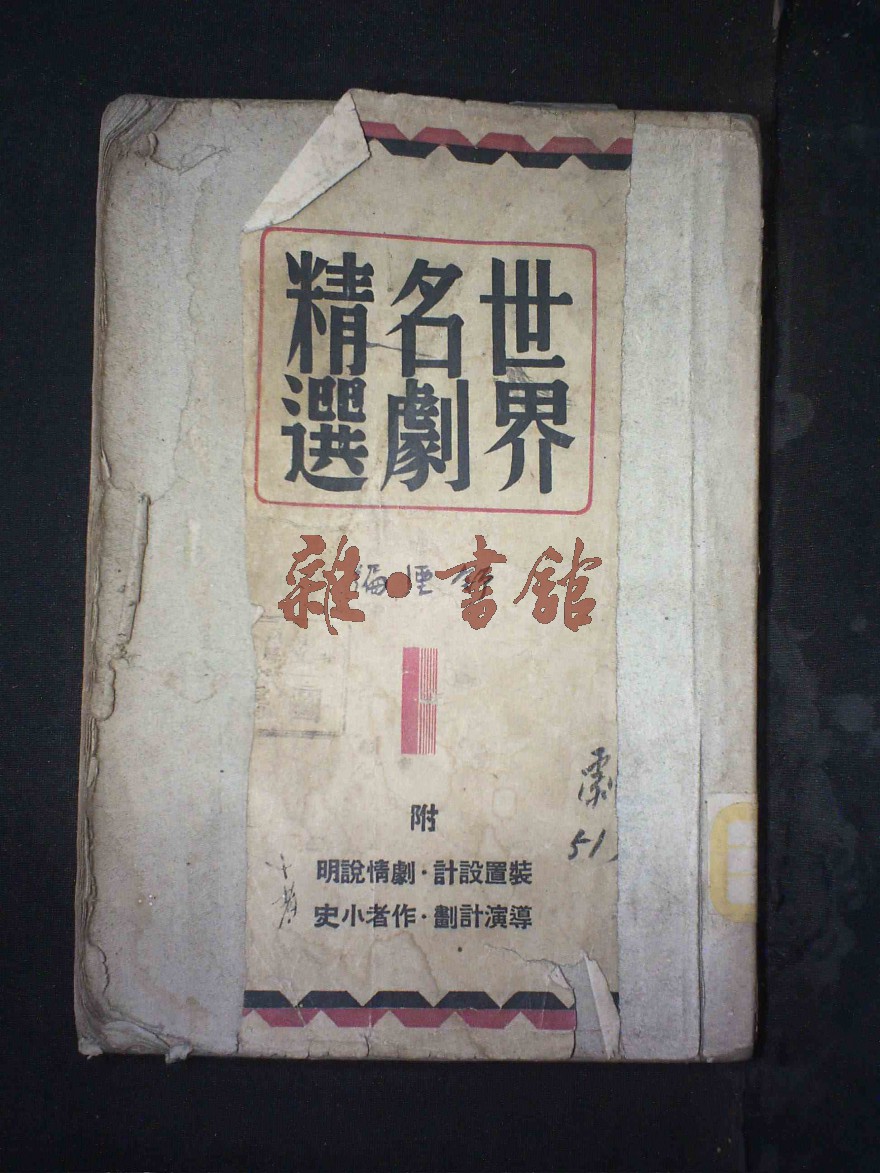 世界
名劇
精選
雜·書館
附
裝置設計·劇情說明
導演計劃·作者小史
劇
51